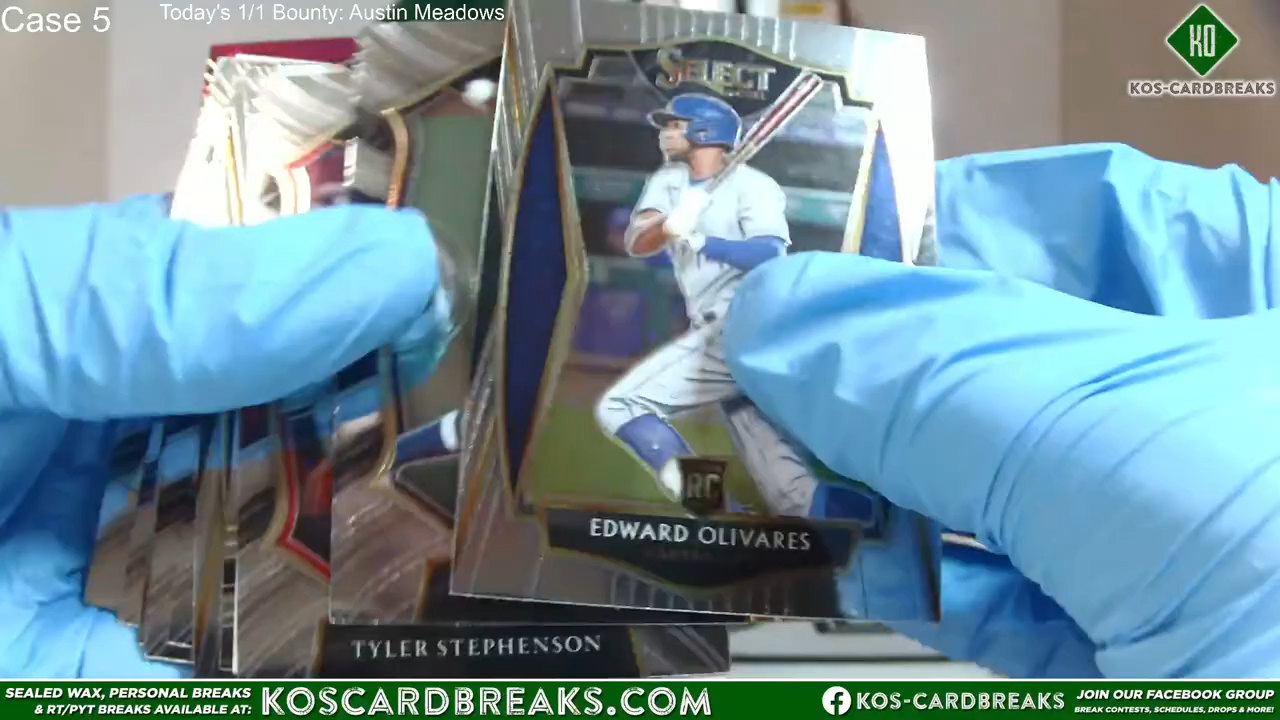 Case 5
Today's 1/1 Bounty: Austin Meadows
KO
KOS-CARDBREAKS
SELECT
RC
EDWARD OLIVARES
TYLER STEPHENSON
SEALED WAX, PERSONAL BREAKS
& RT/PYT BREAKS AVAILABLE AT:
KOSCARDBREAKS.COM
KOS-CARDBREAKS
JOIN OUR FACEBOOK GROUP
BREAK CONTESTS, SCHEDULES, DROPS & MORE!